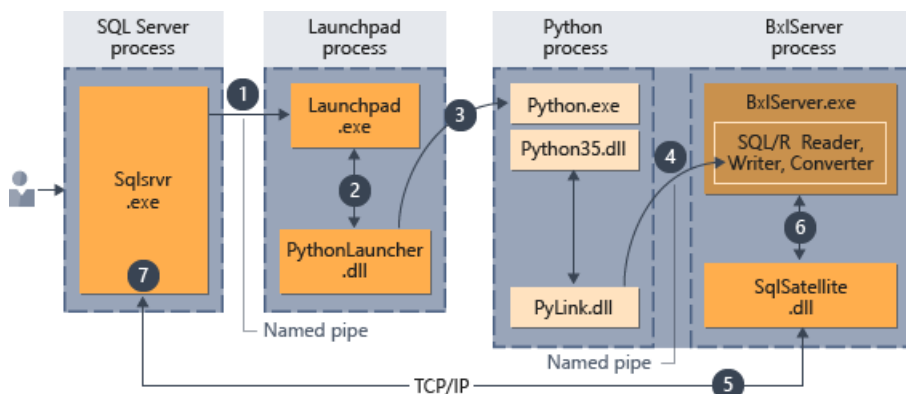 SQL Server
process
Launchpad
process
Python
process
BxlServer
process
1
Launchpad
.exe
3
Python.exe
BxlServer.exe
Python35.dll
4
SQL/R Reader,
Writer, Converter
Sqlsrvr
.exe
2
6
PythonLauncher
.dll
7
PyLink.dll
SqlSatellite
.dll
Named pipe
Named pipe
TCP/IP
5